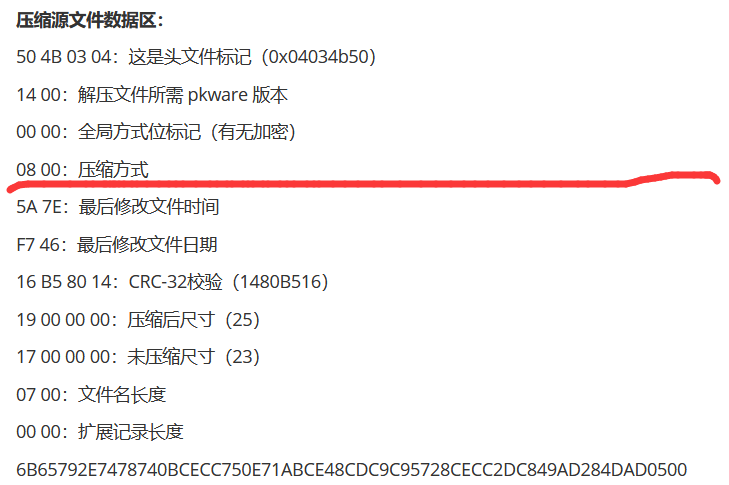 压缩源文件数据区：
50 4B 03 04：这是头文件标记（0x04034b50）
14 00：解压文件所需 pkware 版本
00 00：全局方式位标记（有无加密）
08 00：压缩方式
5A 7E：最后修改文件时间
F7 46：最后修改文件日期
16 B5 80 14：CRC-32校验（1480B516）
19 00 00 00：压缩后尺寸（25）
17 00 00 00：未压缩尺寸（23）
07 00：文件名长度
00 00：扩展记录长度
6B65792E7478740BCECC750E71ABCE48CDC9C95728CECC2DC849AD284DAD0500